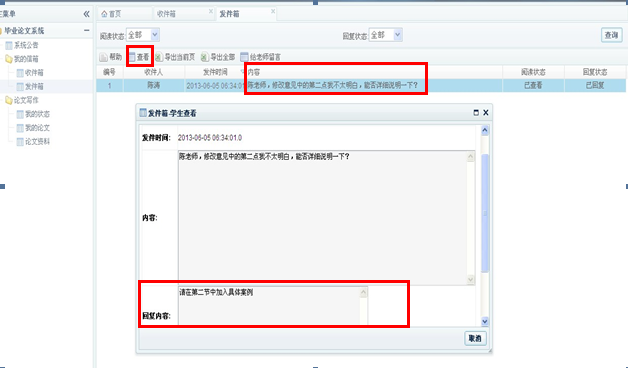 主菜单
首页
收件箱
发件箱
毕业论文系统
系统公告
我的信箱
收件箱
发件箱
论文写作
我的状态
我的论文
论文资料
阅读状态 全部
回复状态 全部
查询
帮助 查看 导出当前页 导出全部 给老师留言
编号 收件人 发件时间 内容 阅读状态 回复状态
1 陈涛 2013-06-05 06:34:01.0 陈老师，修改意见中的第二点我不太明白，能否详细说明一下？ 已查看 已回复
发件箱-学生查看
发件时间: 2013-06-05 06:34:01.0
陈老师，修改意见中的第二点我不太明白，能否详细说明一下？
内容:
请在第二节中加入具体案例
回复内容:
取消